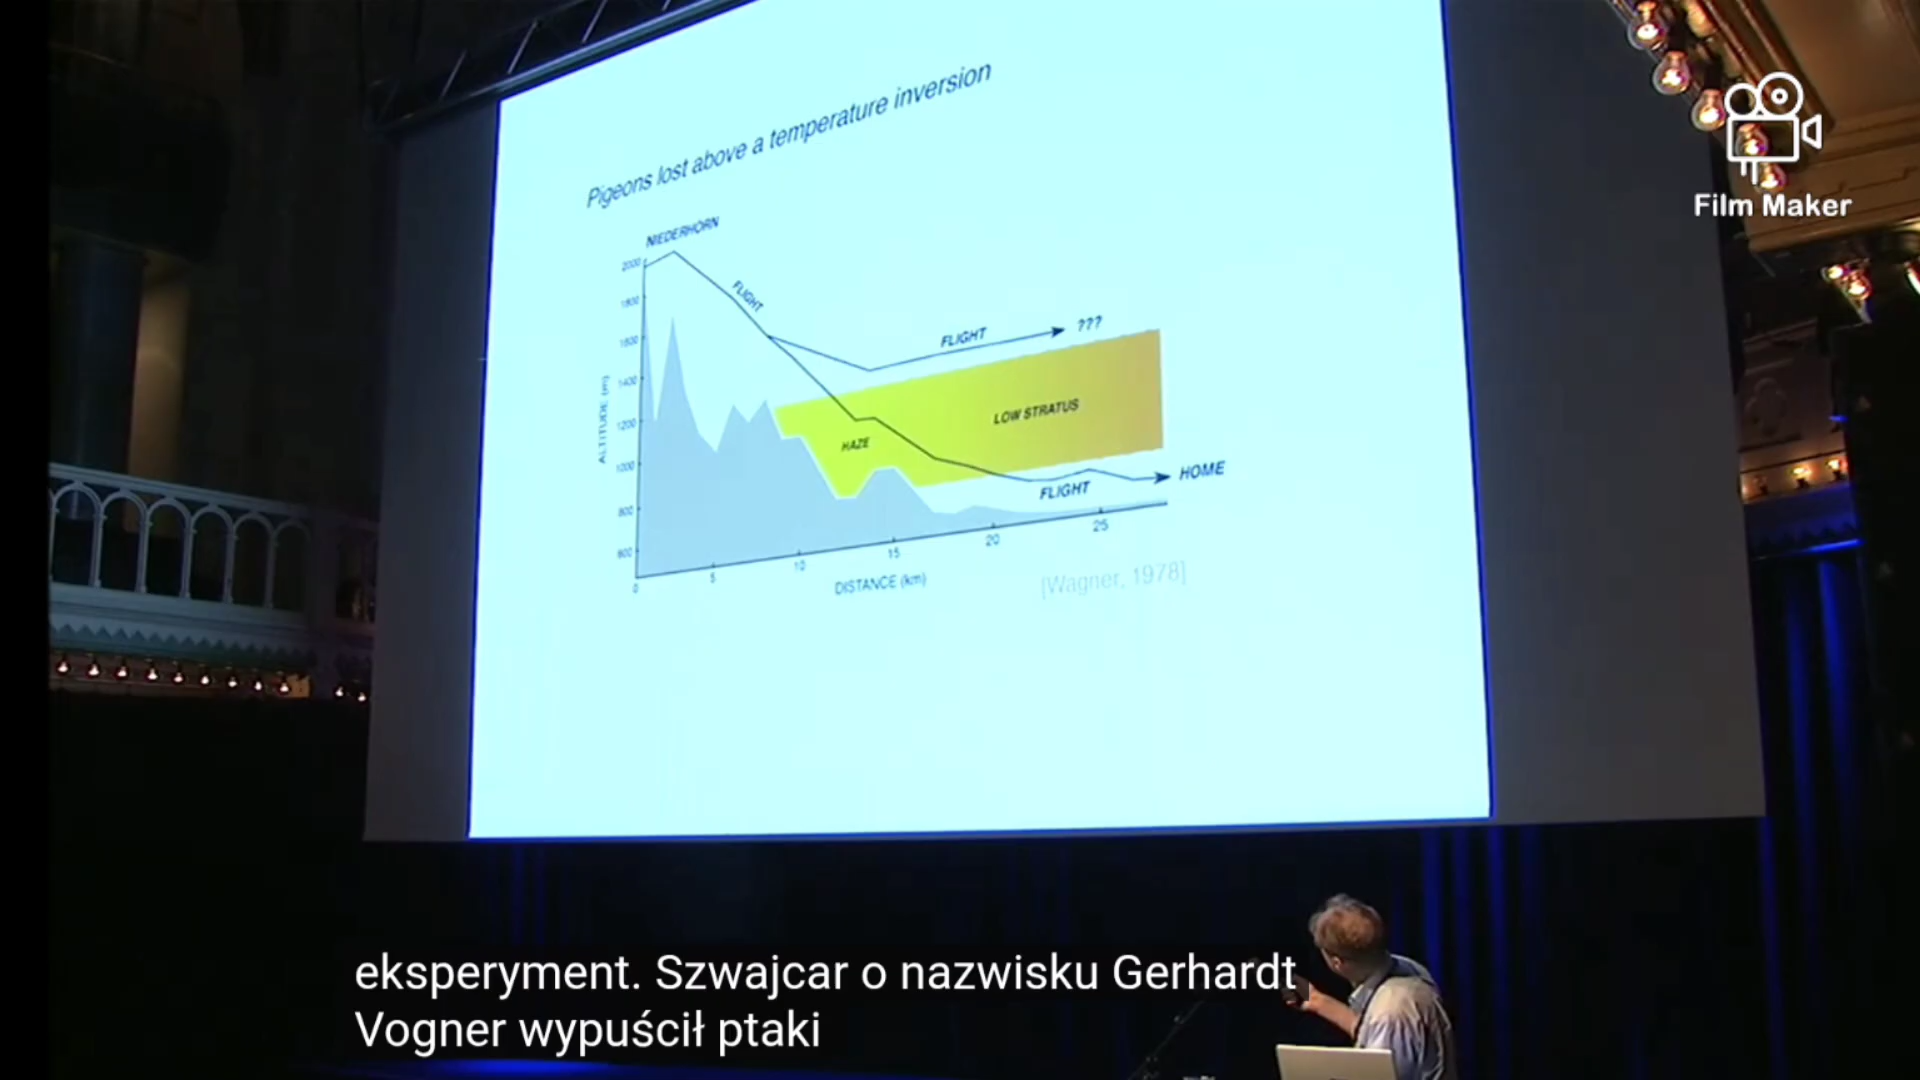 Pigeons lost above a temperature inversion
NIEDERHORN
2000
1800
1600
1400
1200
1000
800
600
ALTITUDE (m)
FLIGHT
FLIGHT
???
LOW STRATUS
HAZE
FLIGHT
HOME
0
5
10
15
20
25
DISTANCE (km)
[Wagner, 1978]
Film Maker
eksperyment. Szwajcar o nazwisku Gerhardt
Vogner wypuścił ptaki